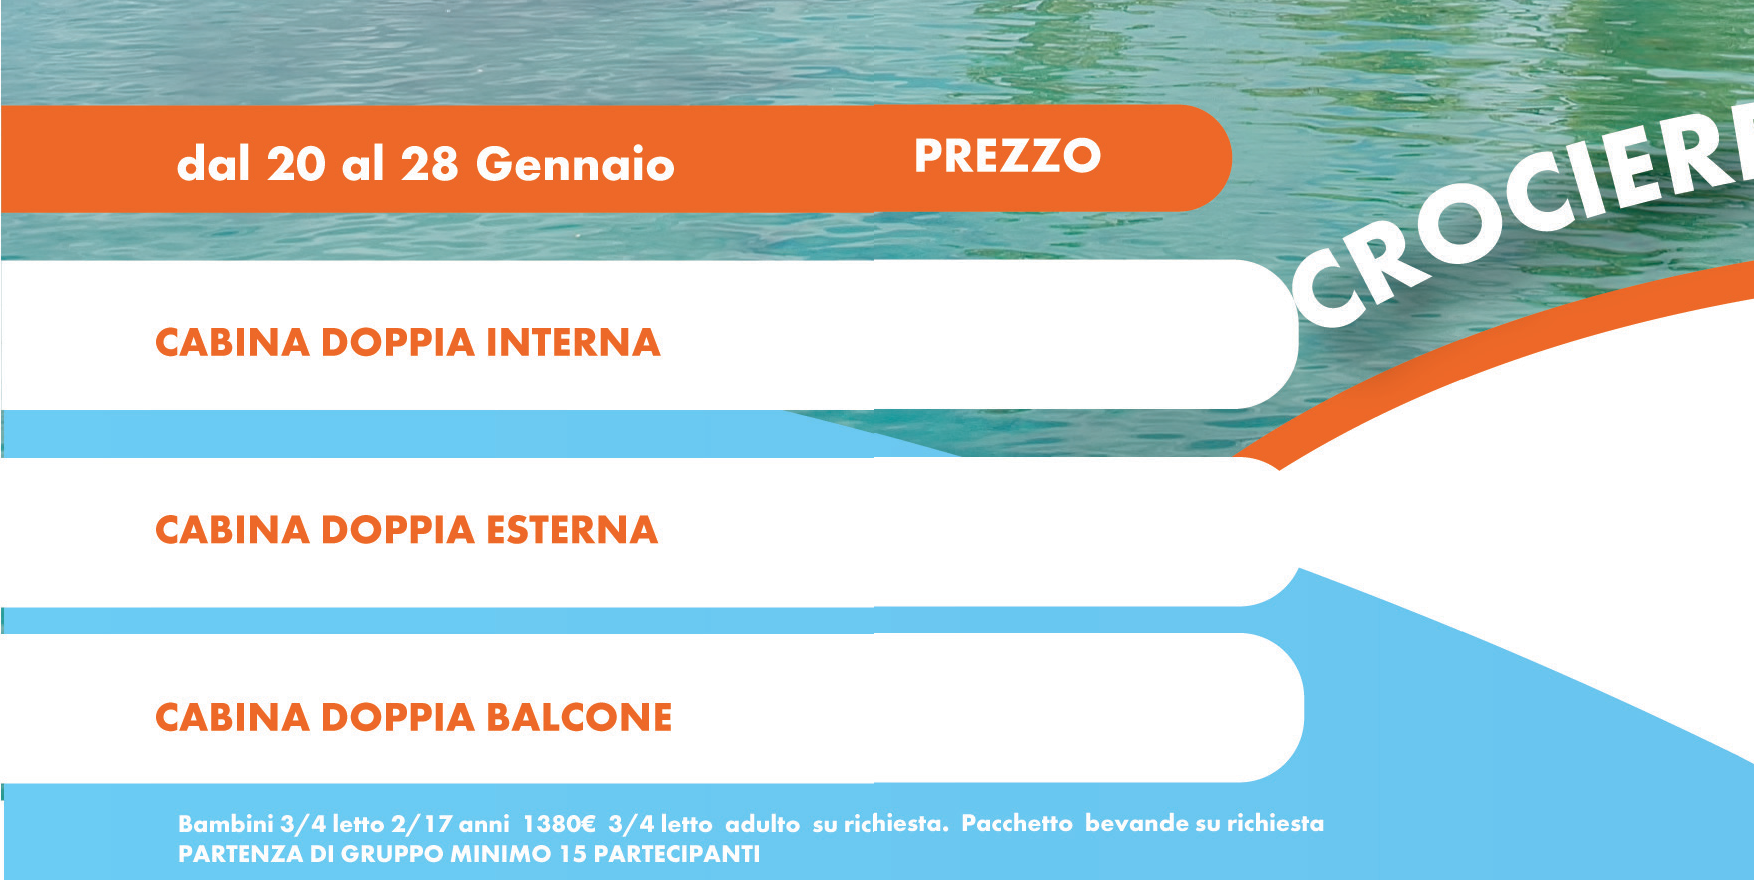 dal 20 al 28 Gennaio PREZZO
CROCIERE
CABINA DOPPIA INTERNA
CABINA DOPPIA ESTERNA
CABINA DOPPIA BALCONE
Bambini 3/4 letto 2/17 anni 1380€ 3/4 letto adulto su richiesta. Pacchetto bevande su richiesta
PARTENZA DI GRUPPO MINIMO 15 PARTECIPANTI